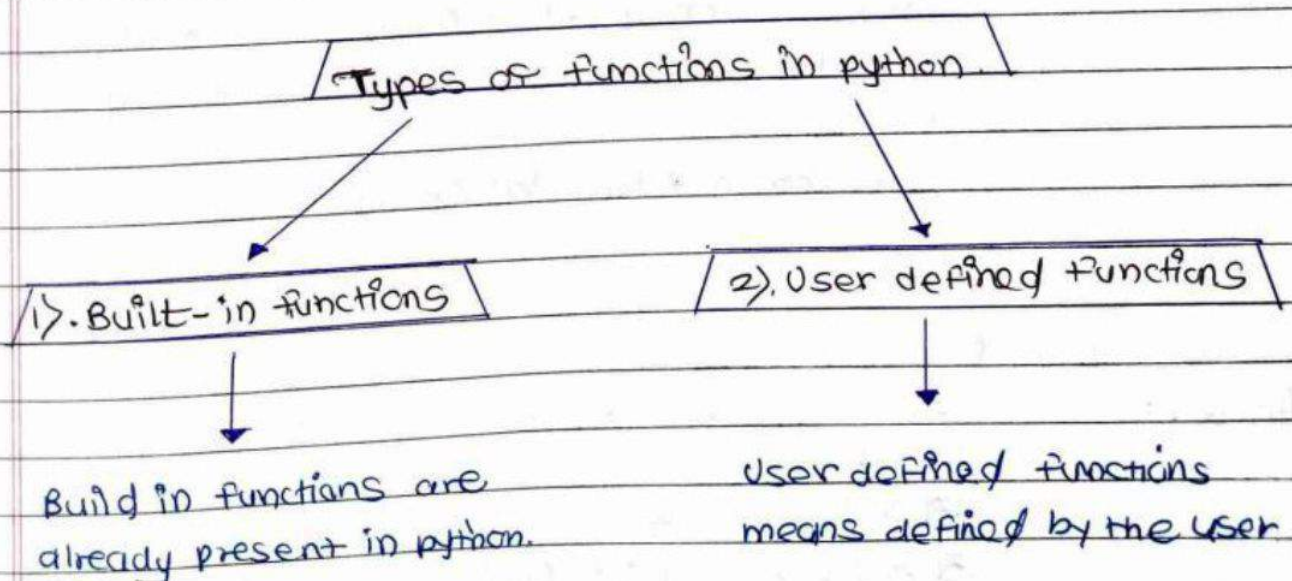 Types of functions in python.
1). Built-in functions
2). User defined functions
Build in functions are
already present in python.
User defined functions
means defined by the user